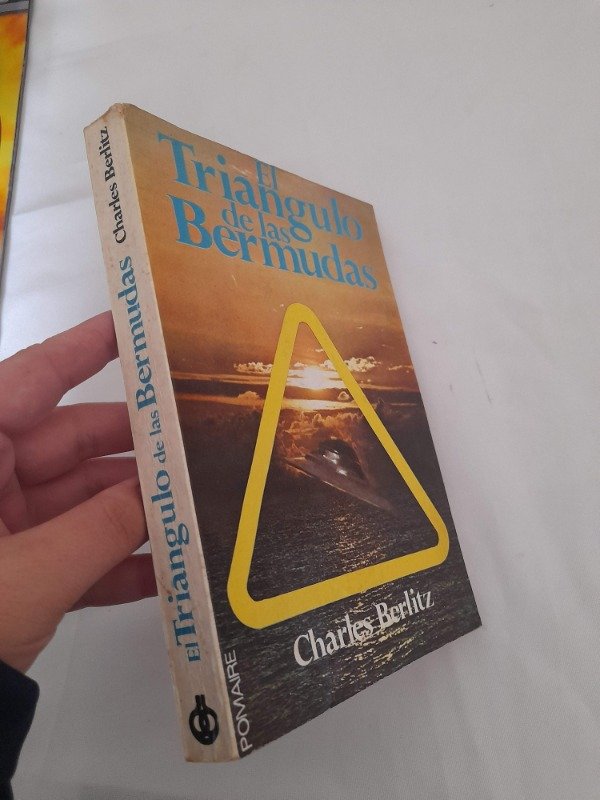 El
Triangulo
de las
Bermudas
Charles Berlitz
POMAIRE
El Triangulo de las Bermudas Charles Berlitz